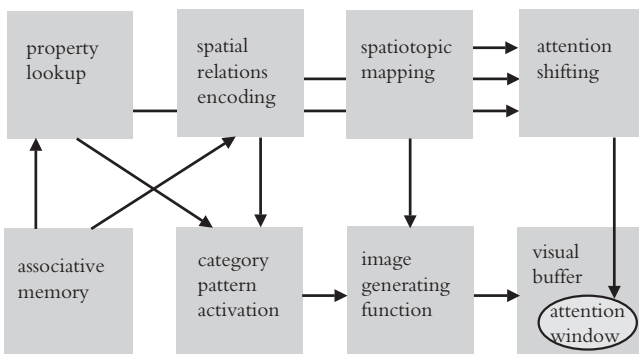 property
lookup
spatial
relations
encoding
spatiotopic
mapping
attention
shifting
associative
memory
category
pattern
activation
image
generating
function
visual
buffer
attention
window